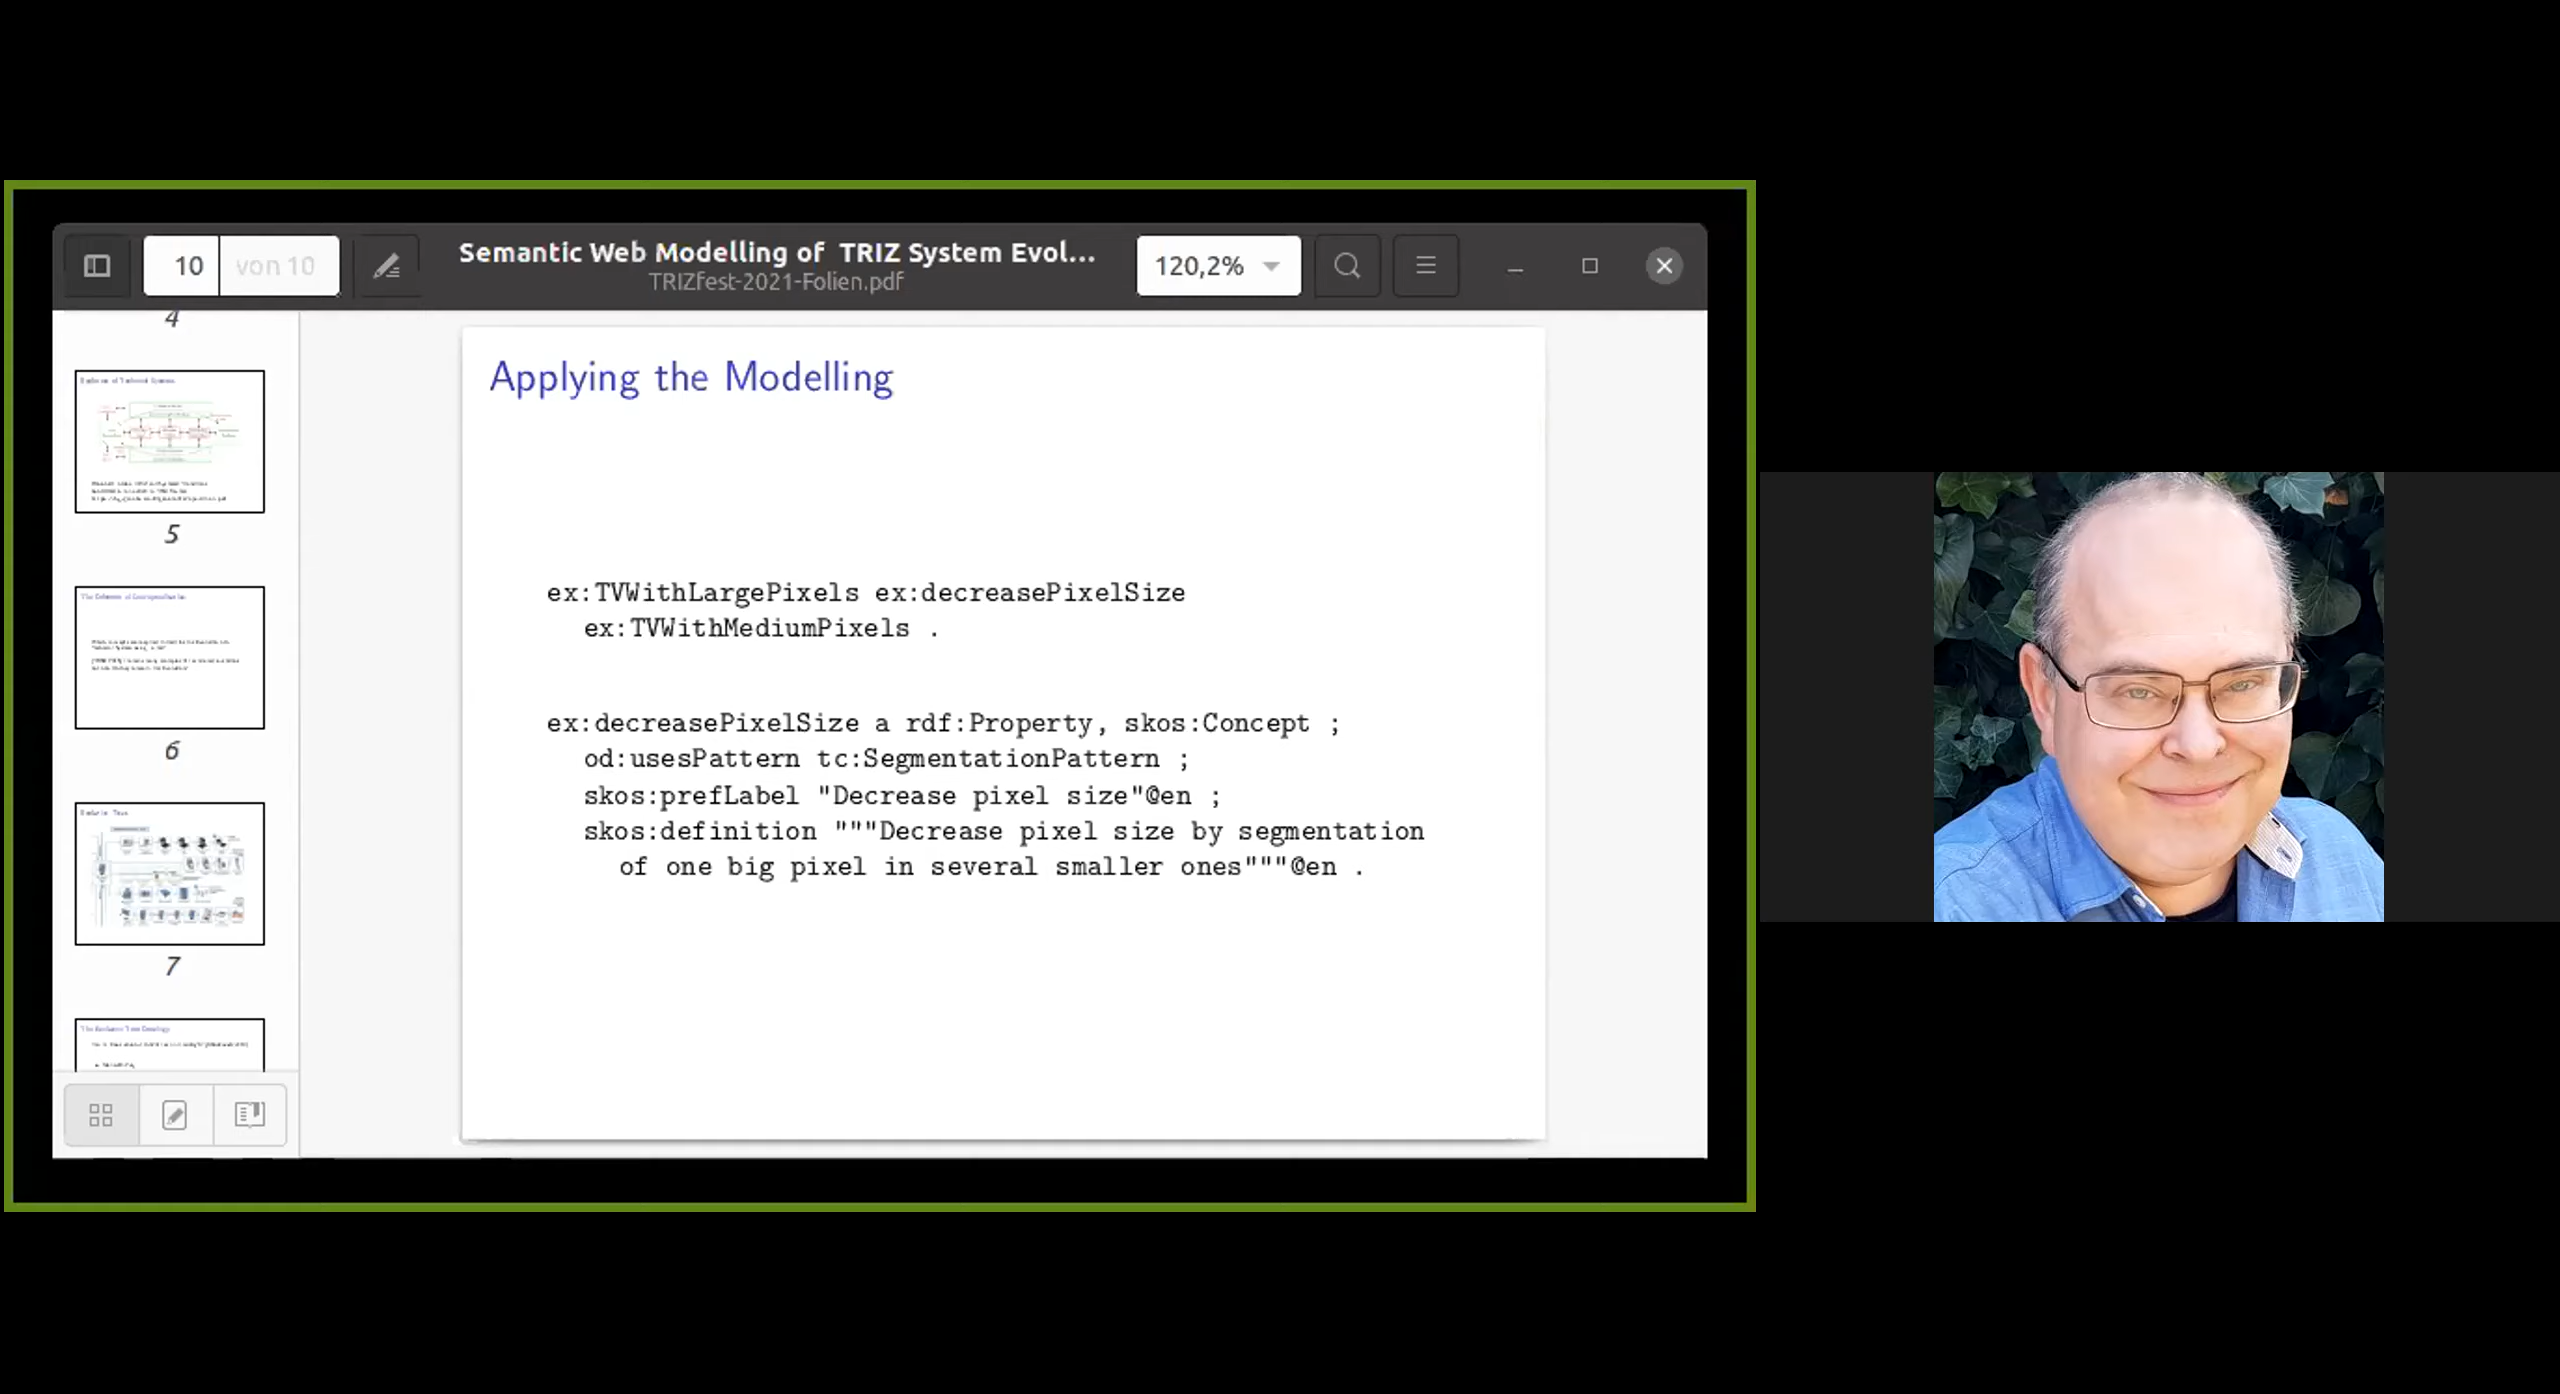 10 von 10
Semantic Web Modelling of TRIZ System Evol...
TRIZfest-2021-Folien.pdf
120,2%
4
5
6
7
Applying the Modelling
ex:TVWithLargePixels ex:decreasePixelSize
ex:TVWithMediumPixels .
ex:decreasePixelSize a rdf:Property, skos:Concept ;
od:usesPattern tc:SegmentationPattern ;
skos:prefLabel "Decrease pixel size"@en ;
skos:definition """Decrease pixel size by segmentation
of one big pixel in several smaller ones"""@en .